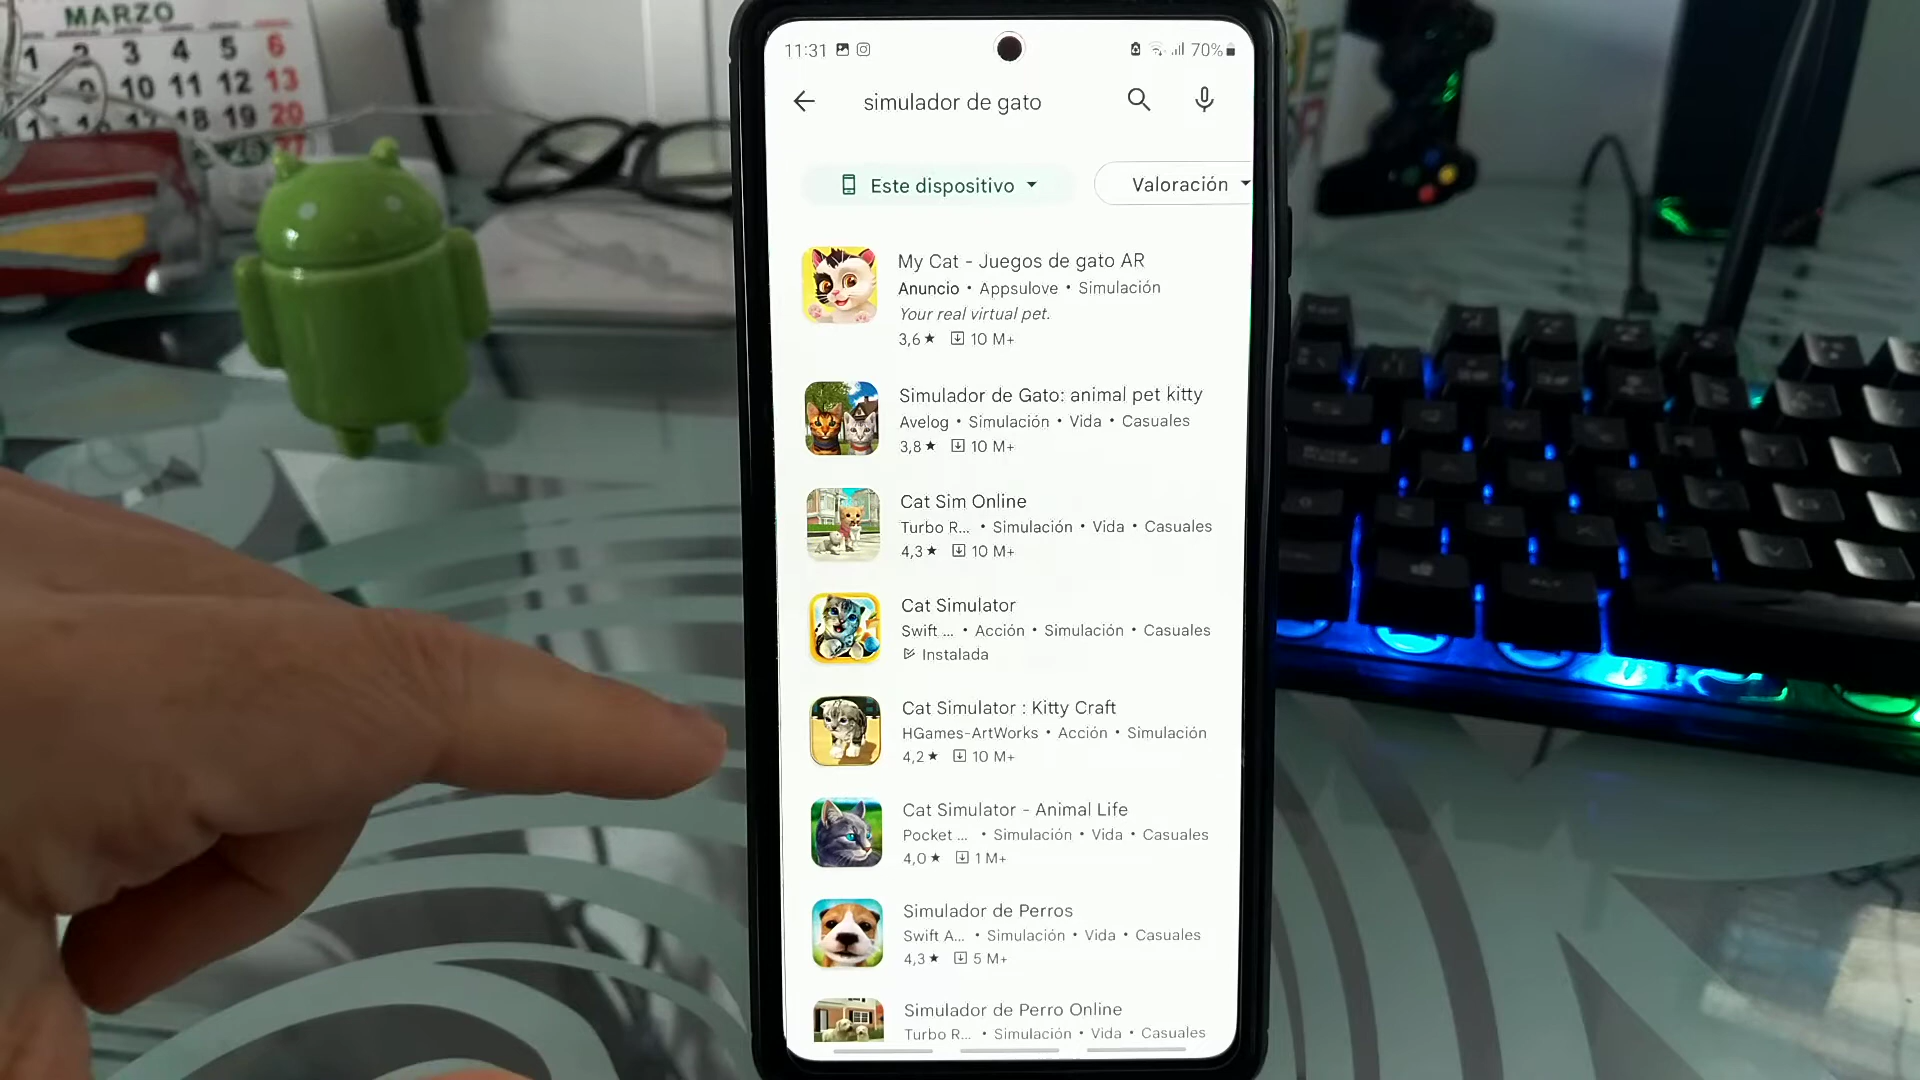 MARZO
1 2 3 4 5 6
10 11 12 13
18 19 20
26 27
11:31 70%
simulador de gato
Este dispositivo Valoración
My Cat - Juegos de gato AR
Anuncio • Appsulove • Simulación
Your real virtual pet.
3,6★ 10 M+
Simulador de Gato: animal pet kitty
Avelog • Simulación • Vida • Casuales
3,8★ 10 M+
Cat Sim Online
Turbo R... • Simulación • Vida • Casuales
4,3★ 10 M+
Cat Simulator
Swift ... • Acción • Simulación • Casuales
Instalada
Cat Simulator : Kitty Craft
HGames-ArtWorks • Acción • Simulación
4,2★ 10 M+
Cat Simulator - Animal Life
Pocket ... • Simulación • Vida • Casuales
4,0★ 1 M+
Simulador de Perros
Swift A... • Simulación • Vida • Casuales
4,3★ 5 M+
Simulador de Perro Online
Turbo R... • Simulación • Vida • Casuales
ALT